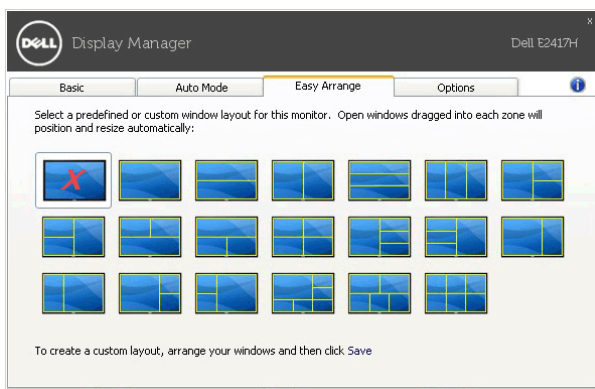 x
DELL Display Manager Dell E2417H
Basic Auto Mode Easy Arrange Options i
Select a predefined or custom window layout for this monitor. Open windows dragged into each zone will
position and resize automatically:
X
To create a custom layout, arrange your windows and then click Save